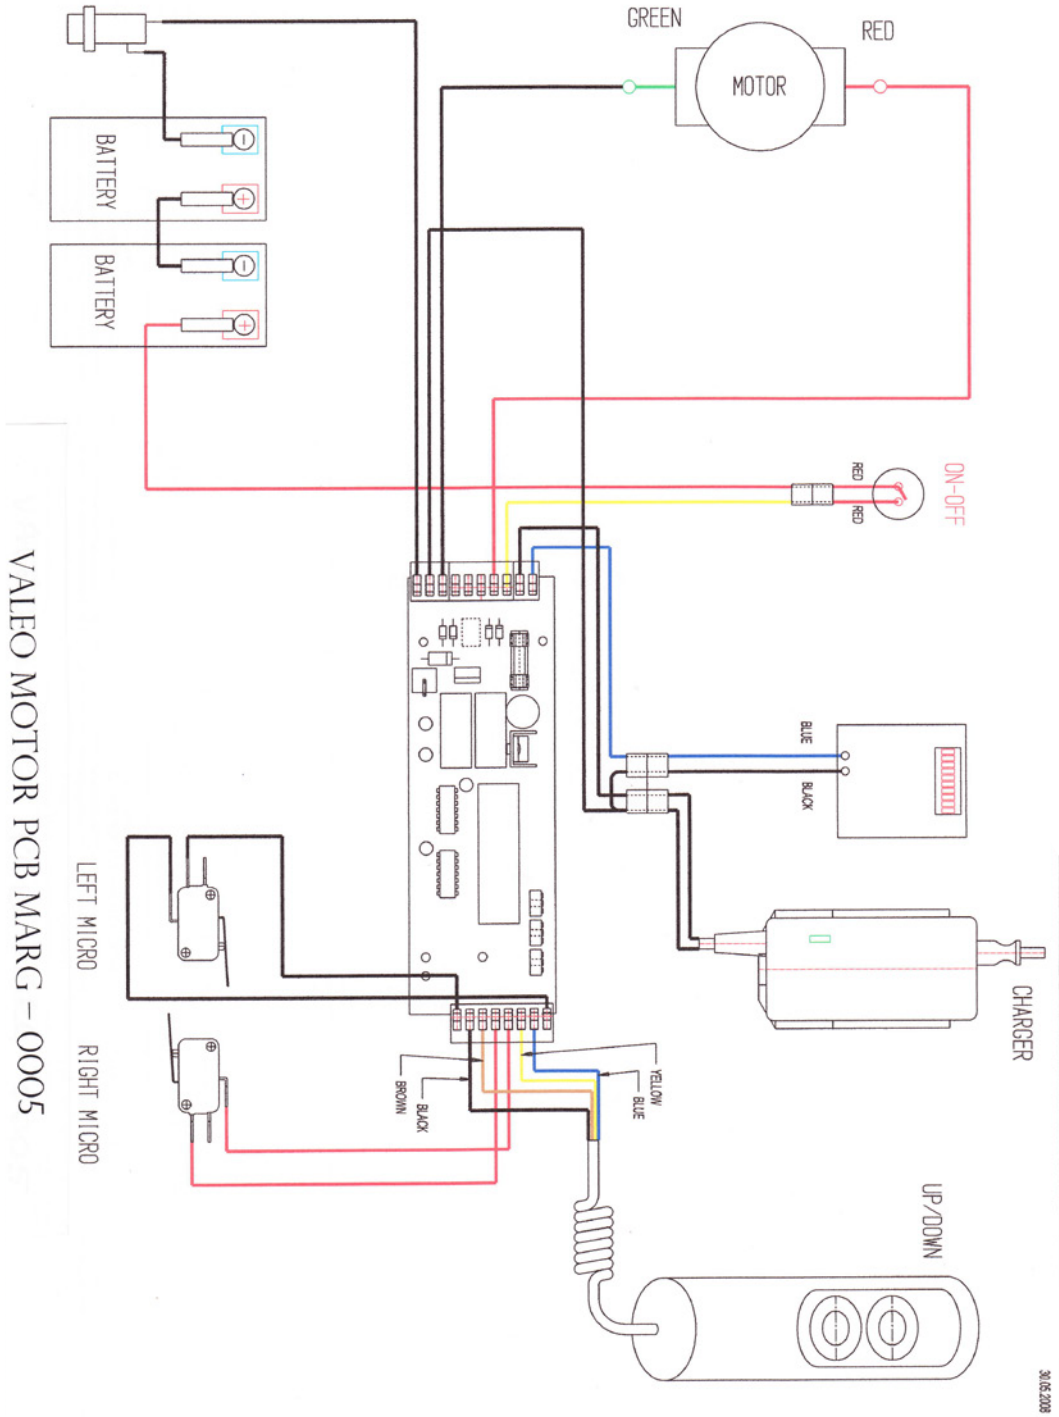 GREEN
RED
MOTOR
BATTERY
BATTERY
ON-OFF
RED
RED
BLUE
BLACK
CHARGER
LEFT MICRO
RIGHT MICRO
YELLOW
BLUE
BLACK
BROWN
UP/DOWN
VALEO MOTOR PCB MARG – 0005
30.05.2008